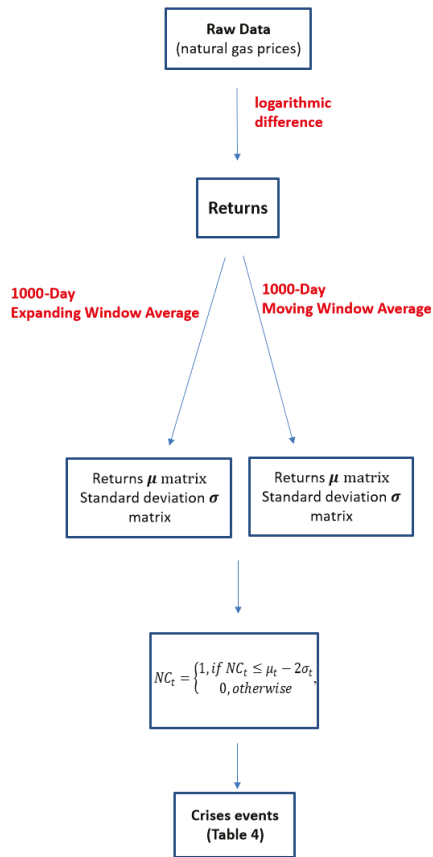 Raw Data
(natural gas prices)
logarithmic
difference
Returns
1000-Day
Expanding Window Average
1000-Day
Moving Window Average
Returns μ matrix
Standard deviation σ
matrix
Returns μ matrix
Standard deviation σ
matrix
NC_t = {1, if NC_t ≤ μ_t − 2σ_t,
0, otherwise
Crises events
(Table 4)